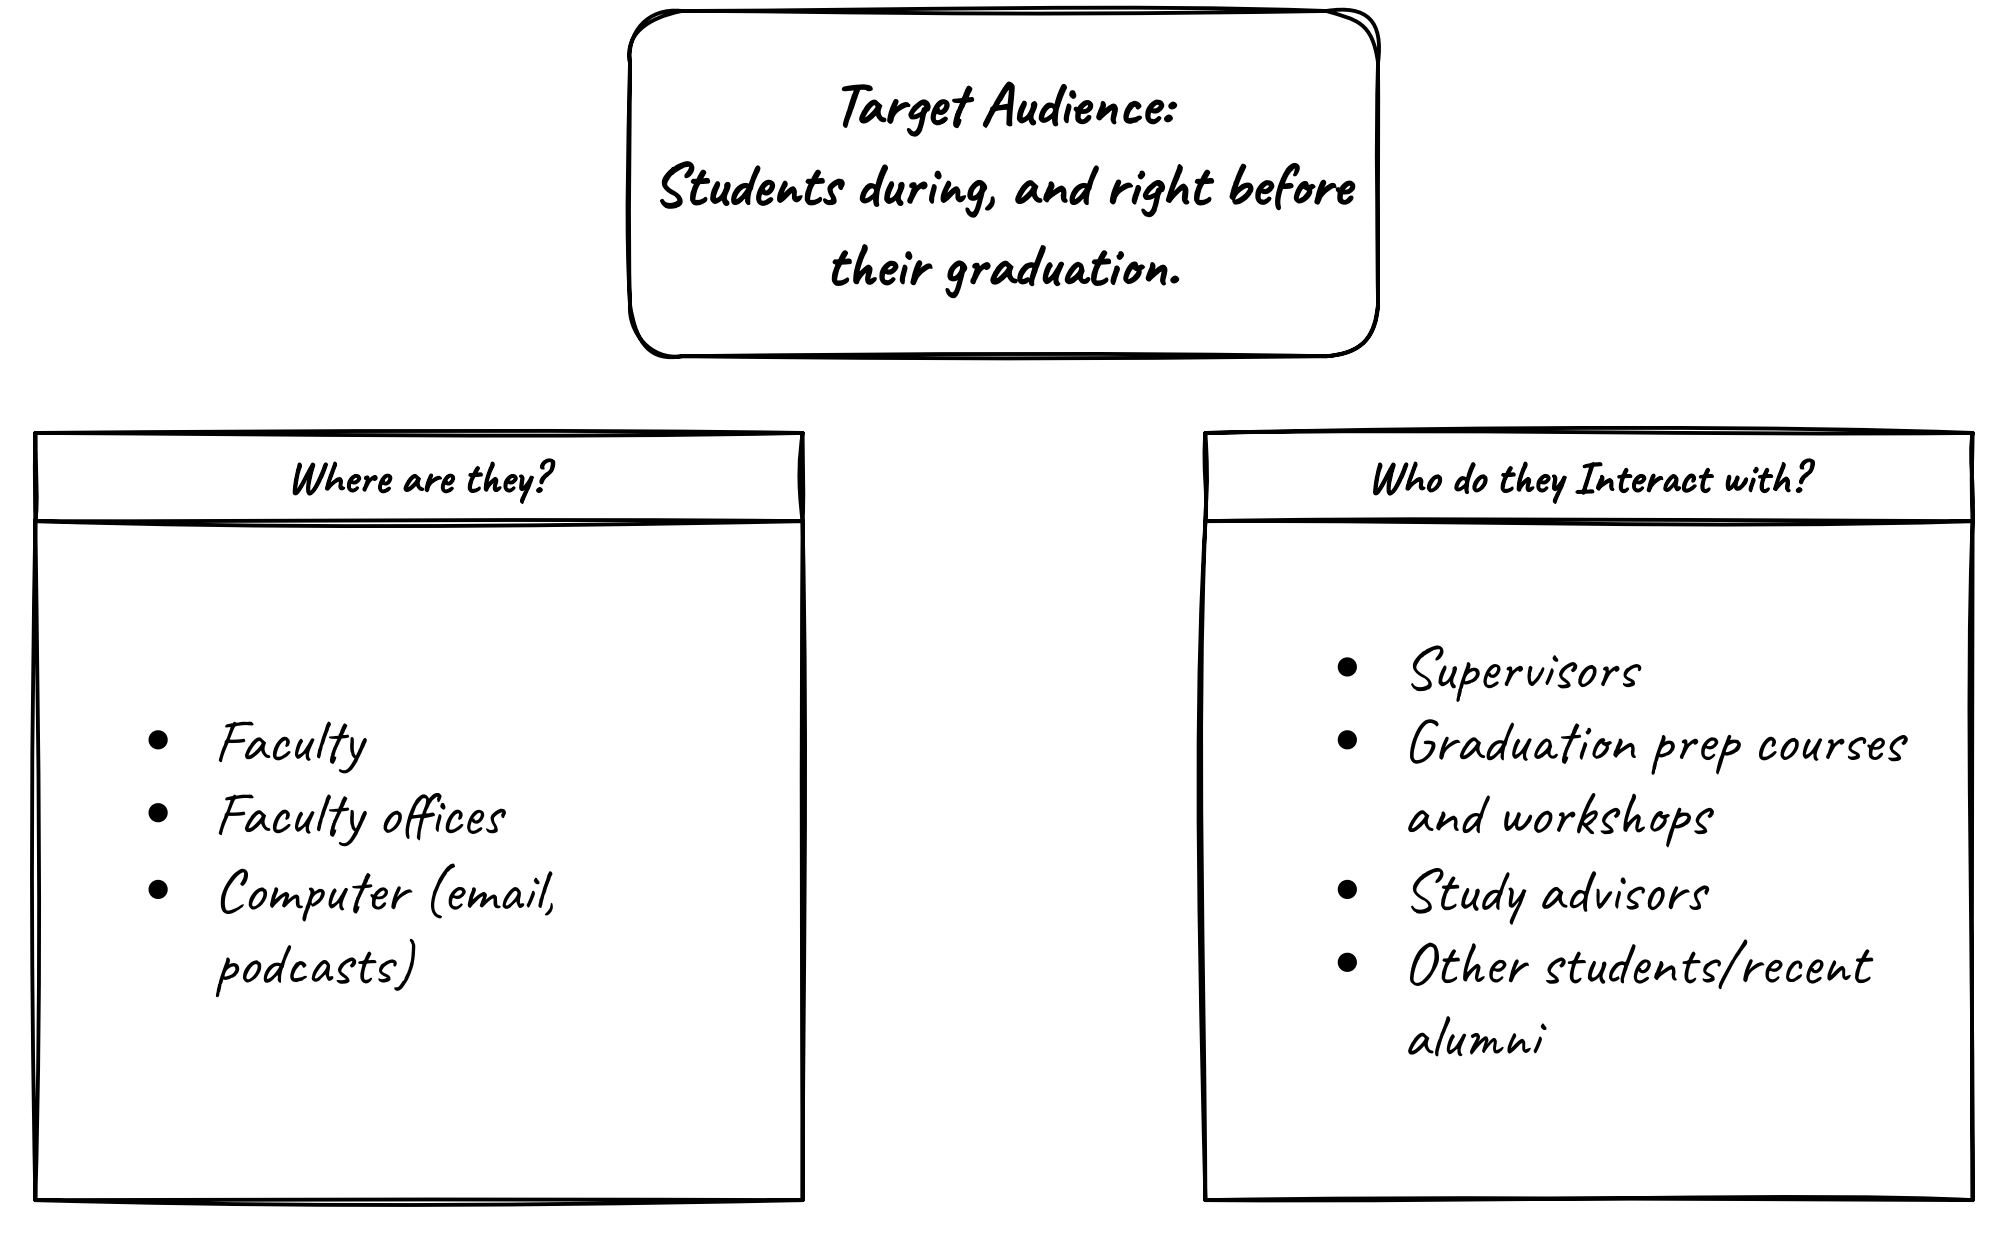 Target Audience:
Students during, and right before
their graduation.
Where are they?
● Faculty
● Faculty offices
● Computer (email,
podcasts)
Who do they Interact with?
● Supervisors
● Graduation prep courses
and workshops
● Study advisors
● Other students/recent
alumni